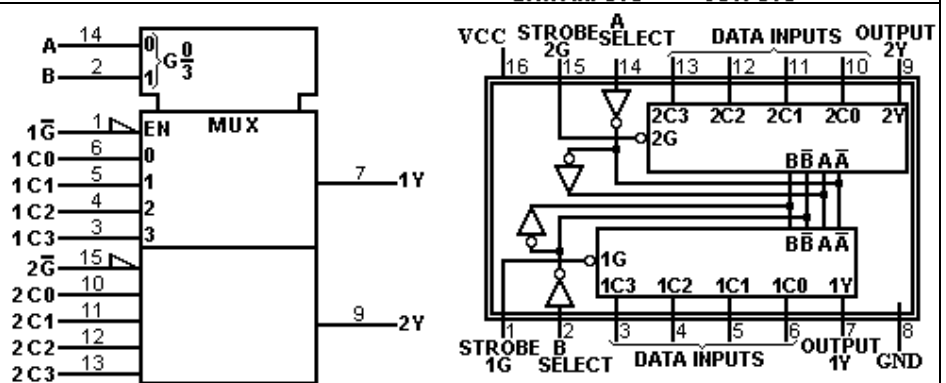 A 14 0 G 0/3
B 2 1
MUX
1G̅ 1 EN
1C0 6 0
1C1 5 1 7 1Y
1C2 4 2
1C3 3 3
2G̅ 15
2C0 10
2C1 11 9 2Y
2C2 12
2C3 13
VCC STROBE 2G A SELECT DATA INPUTS OUTPUT 2Y
16 15 14 13 12 11 10 9
2C3 2C2 2C1 2C0 2Y
2G
B B̅ A A̅
B B̅ A A̅
1G
1C3 1C2 1C1 1C0 1Y
1 2 3 4 5 6 7 8
STROBE 1G B SELECT DATA INPUTS OUTPUT 1Y GND